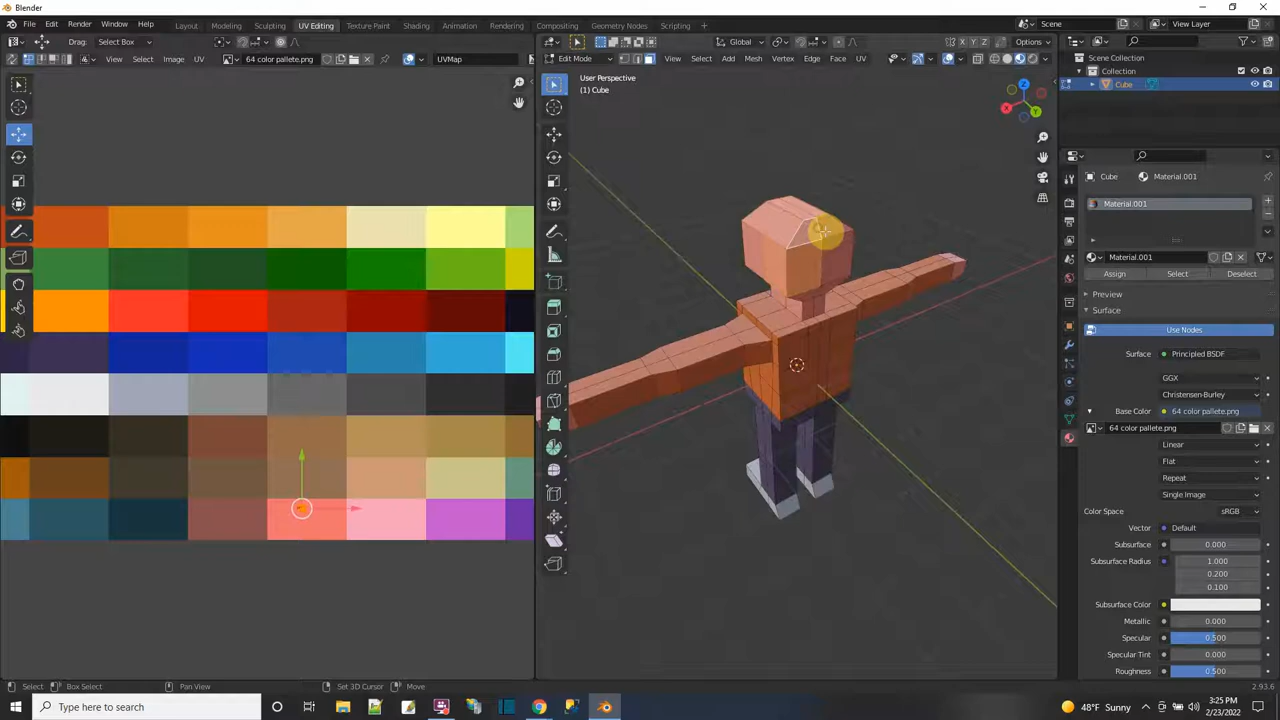 Blender
File Edit Render Window Help Layout Modeling Sculpting UV Editing Texture Paint Shading Animation Rendering Compositing Geometry Nodes Scripting Scene View Layer
Drag: Select Box Global X Y Z Options
View Select Image UV 64 color pallete.png UVMap
Edit Mode View Select Add Mesh Vertex Edge Face UV
User Perspective
(1) Cube
X Y Z
Scene Collection
Collection
Cube
Cube Material.001
Material.001
Material.001
Assign Select Deselect
Preview
Surface
Use Nodes
Surface Principled BSDF
GGX
Christensen-Burley
Base Color 64 color pallete.png
64 color pallete.png
Linear
Flat
Repeat
Single Image
Color Space sRGB
Vector Default
Subsurface 0.000
Subsurface Radius 1.000
0.200
0.100
Subsurface Color
Metallic 0.000
Specular 0.500
Specular Tint 0.000
Roughness 0.500
Select Box Select Pan View Set 3D Cursor Move 2.93.6
Type here to search 48°F Sunny 3:25 PM
2/23/2022